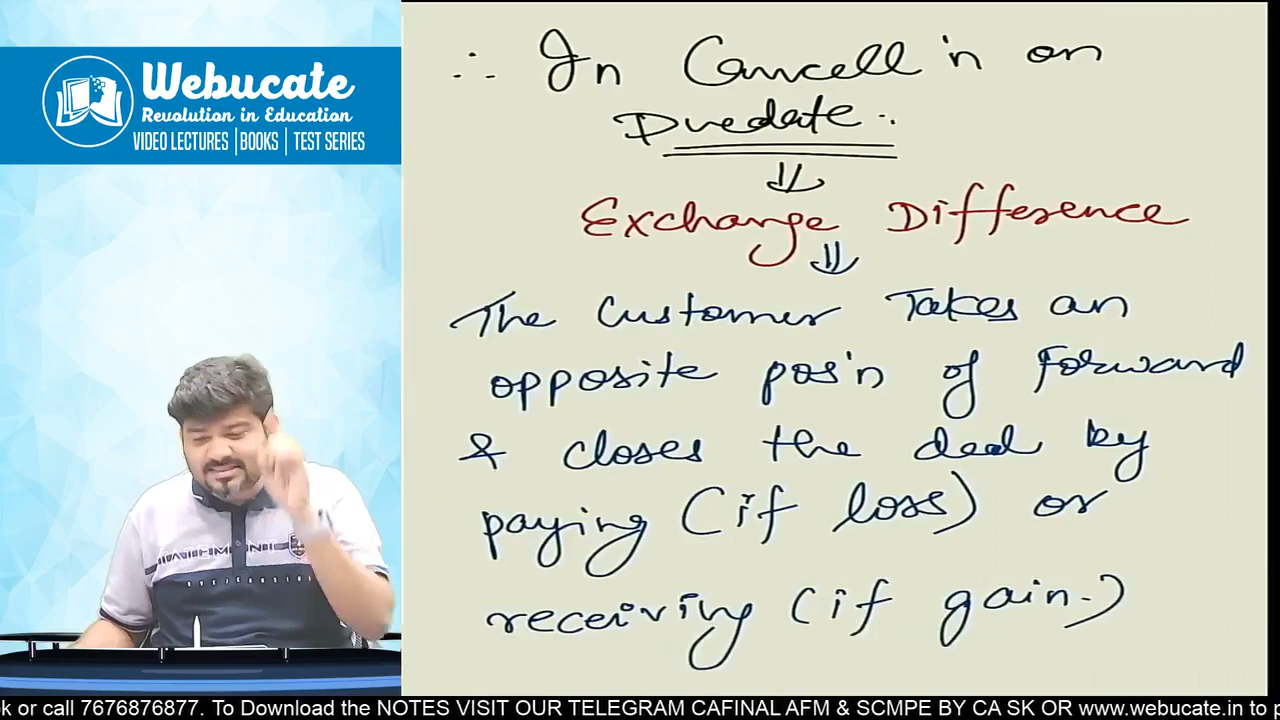 Webucate
Revolution in Education
VIDEO LECTURES | BOOKS | TEST SERIES
∴ In Cancell'n on
Duedate :.
⇓
Exchange Difference
⇓
The Customer Takes an
opposite pos'n of Forward
& closes the deal by
paying (if loss) or
receiving (if gain.)
STATEMENT
ok or call 7676876877. To Download the NOTES VISIT OUR TELEGRAM CAFINAL AFM & SCMPE BY CA SK OR www.webucate.in to p